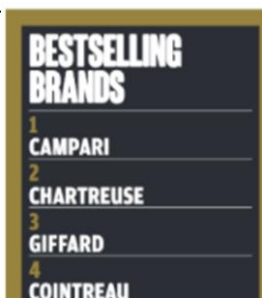 BESTSELLING
BRANDS
1
CAMPARI
2
CHARTREUSE
3
GIFFARD
4
COINTREAU